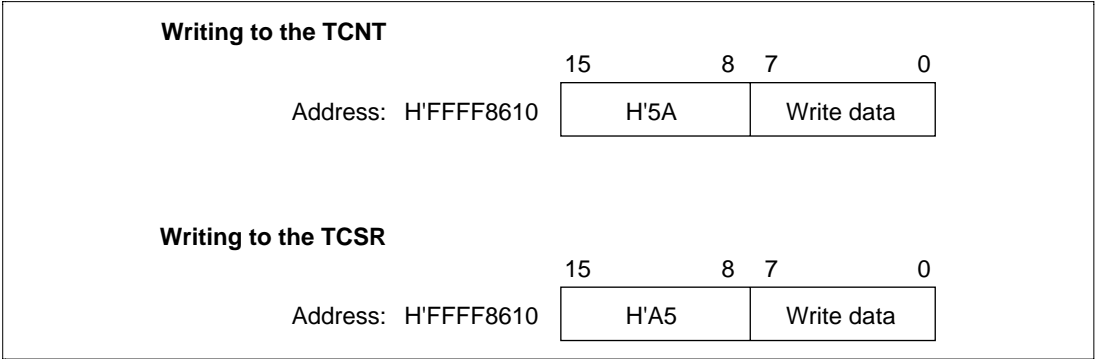 Writing to the TCNT
15 8 7 0
Address: H'FFFF8610 H'5A Write data
Writing to the TCSR
15 8 7 0
Address: H'FFFF8610 H'A5 Write data